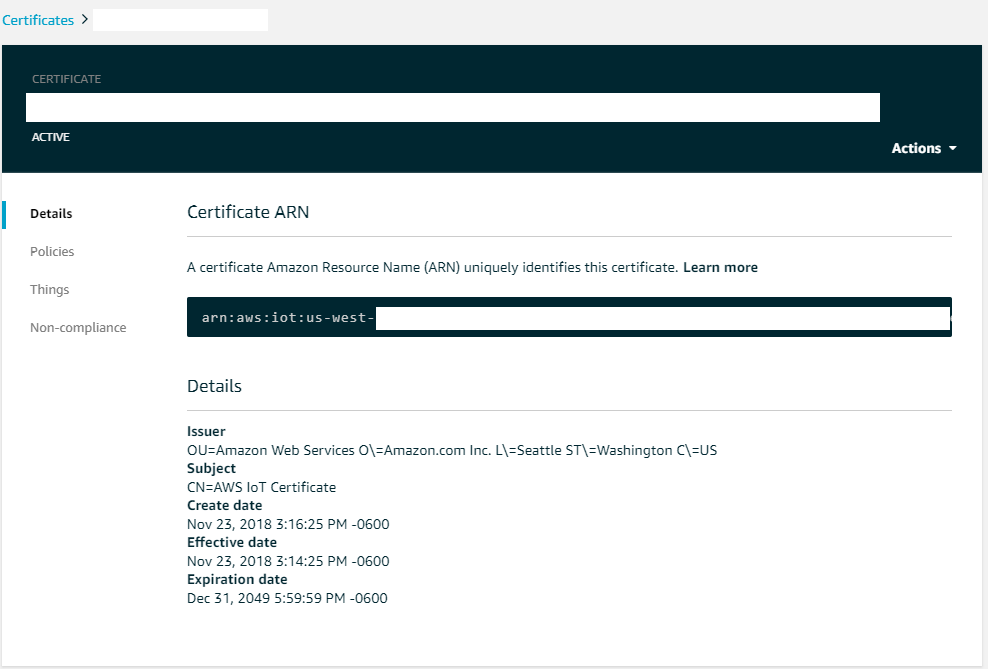 Certificates >
CERTIFICATE
ACTIVE
Actions
Details
Policies
Things
Non-compliance
Certificate ARN
A certificate Amazon Resource Name (ARN) uniquely identifies this certificate. Learn more
arn:aws:iot:us-west-
Details
Issuer
OU=Amazon Web Services O\=Amazon.com Inc. L\=Seattle ST\=Washington C\=US
Subject
CN=AWS IoT Certificate
Create date
Nov 23, 2018 3:16:25 PM -0600
Effective date
Nov 23, 2018 3:14:25 PM -0600
Expiration date
Dec 31, 2049 5:59:59 PM -0600